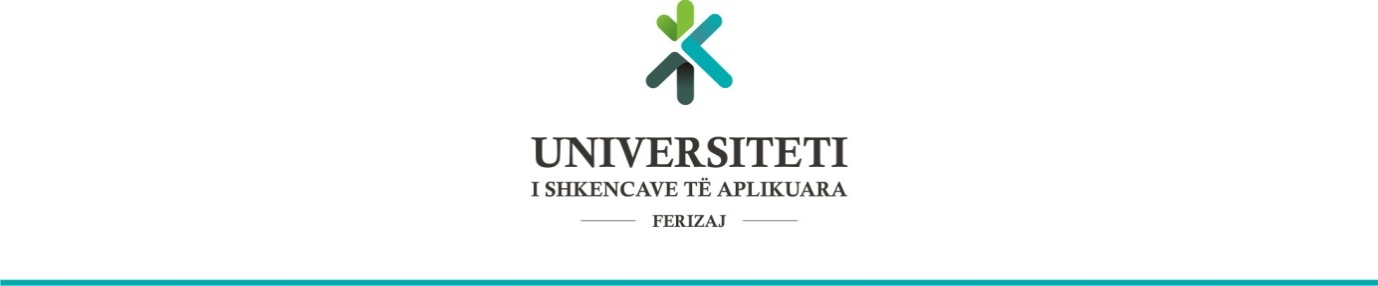 UNIVERSITETI
I SHKENCAVE TË APLIKUARA
FERIZAJ